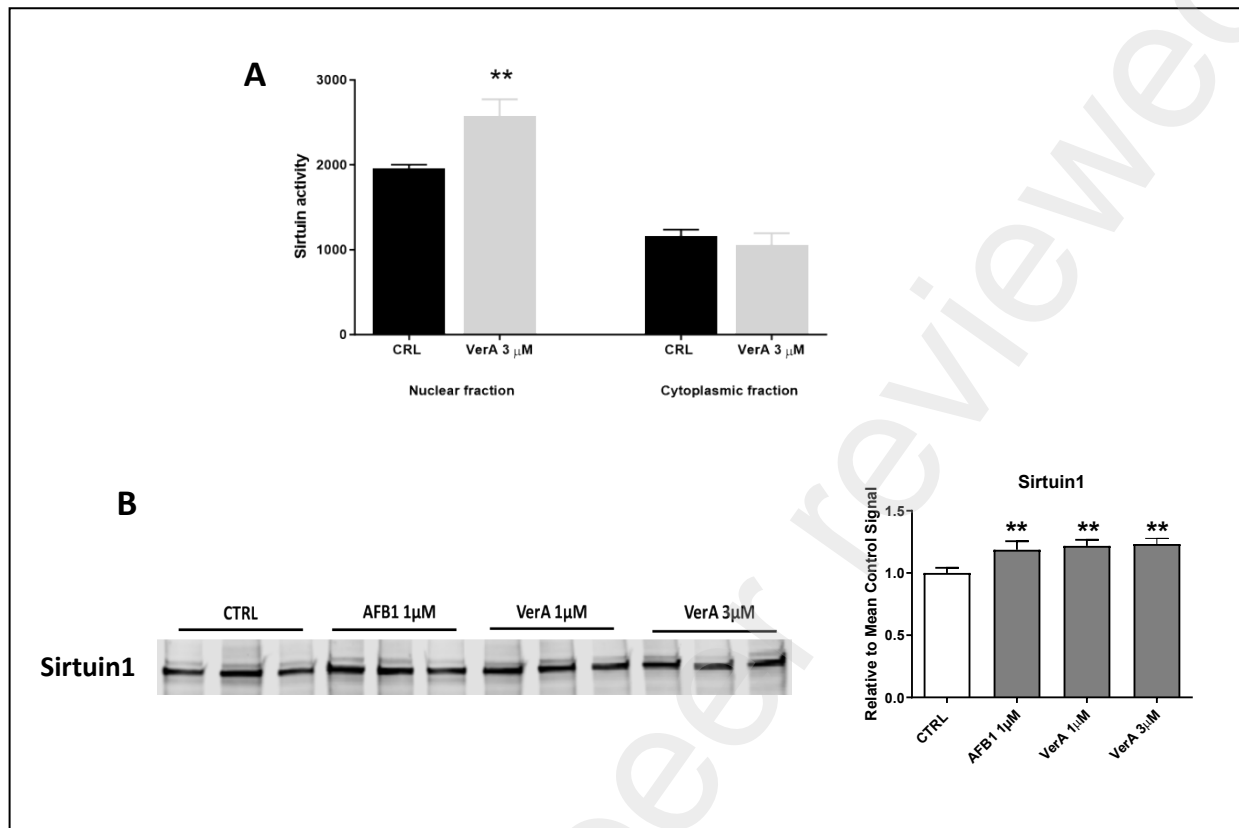 A
**
3000
2000
1000
0
Sirtuin activity
CRL
VerA 3 μM
CRL
VerA 3 μM
Nuclear fraction
Cytoplasmic fraction
B
CTRL
AFB1 1μM
VerA 1μM
VerA 3μM
Sirtuin1
Sirtuin1
Relative to Mean Control Signal
1.5
1.0
0.5
0.0
**
**
**
CTRL
AFB1 1μM
VerA 1μM
VerA 3μM
eer reviewed